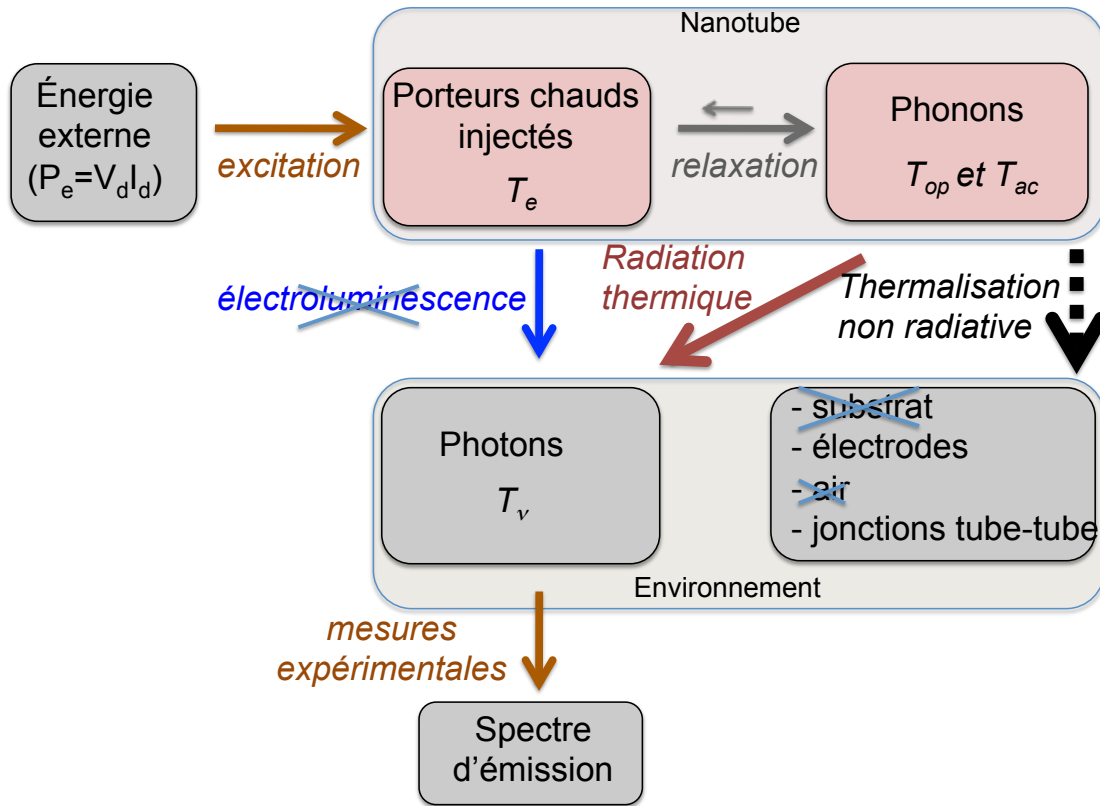 Nanotube
Énergie
externe
(Pe=VdId)
excitation
Porteurs chauds
injectés
Te
relaxation
Phonons
Top et Tac
électroluminescence
Radiation
thermique
Thermalisation
non radiative
Photons
Tν
- substrat
- électrodes
- air
- jonctions tube-tube
Environnement
mesures
expérimentales
Spectre
d’émission